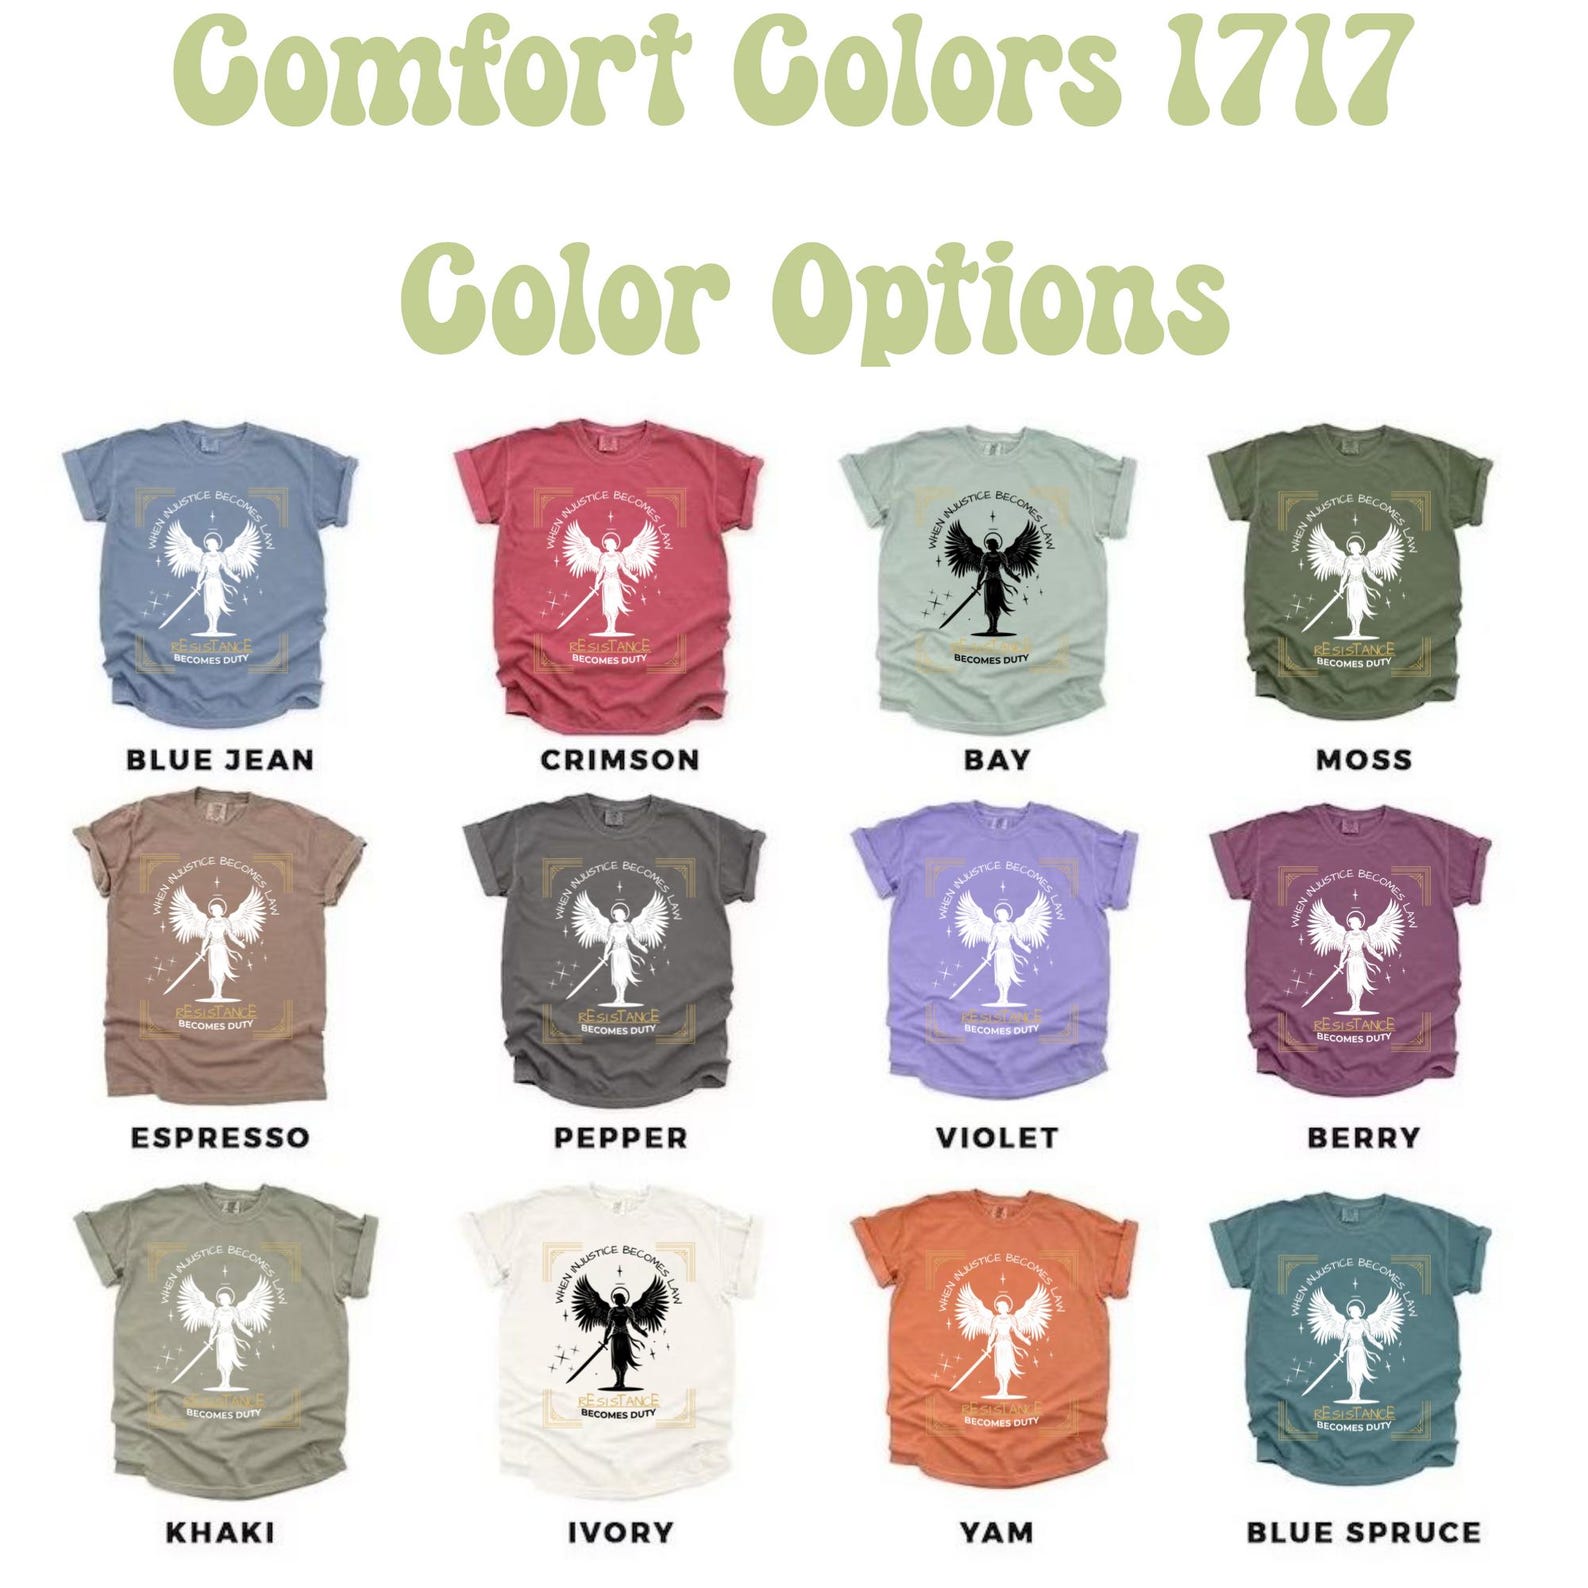 Comfort Colors 1717
Color Options
WHEN INJUSTICE BECOMES LAW
RESISTANCE
BECOMES DUTY
BLUE JEAN
WHEN INJUSTICE BECOMES LAW
RESISTANCE
BECOMES DUTY
CRIMSON
WHEN INJUSTICE BECOMES LAW
RESISTANCE
BECOMES DUTY
BAY
WHEN INJUSTICE BECOMES LAW
RESISTANCE
BECOMES DUTY
MOSS
WHEN INJUSTICE BECOMES LAW
RESISTANCE
BECOMES DUTY
ESPRESSO
WHEN INJUSTICE BECOMES LAW
RESISTANCE
BECOMES DUTY
PEPPER
WHEN INJUSTICE BECOMES LAW
RESISTANCE
BECOMES DUTY
VIOLET
WHEN INJUSTICE BECOMES LAW
RESISTANCE
BECOMES DUTY
BERRY
WHEN INJUSTICE BECOMES LAW
RESISTANCE
BECOMES DUTY
KHAKI
WHEN INJUSTICE BECOMES LAW
RESISTANCE
BECOMES DUTY
IVORY
WHEN INJUSTICE BECOMES LAW
RESISTANCE
BECOMES DUTY
YAM
WHEN INJUSTICE BECOMES LAW
RESISTANCE
BECOMES DUTY
BLUE SPRUCE